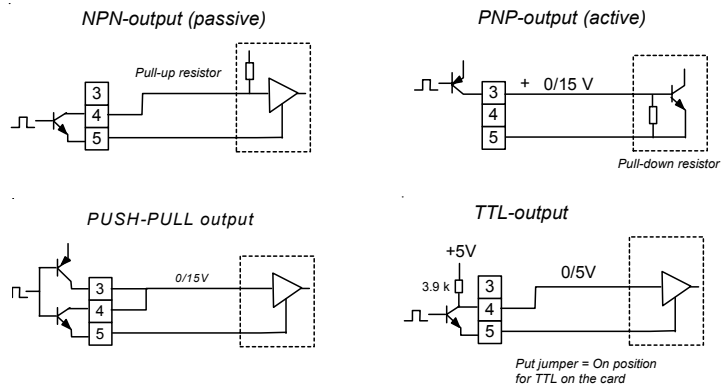 NPN-output (passive)
Pull-up resistor
3
4
5
PNP-output (active)
3
4
5
+ 0/15 V
Pull-down resistor
PUSH-PULL output
3
4
5
0/15V
TTL-output
+5V
3.9 k
3
4
5
0/5V
Put jumper = On position
for TTL on the card